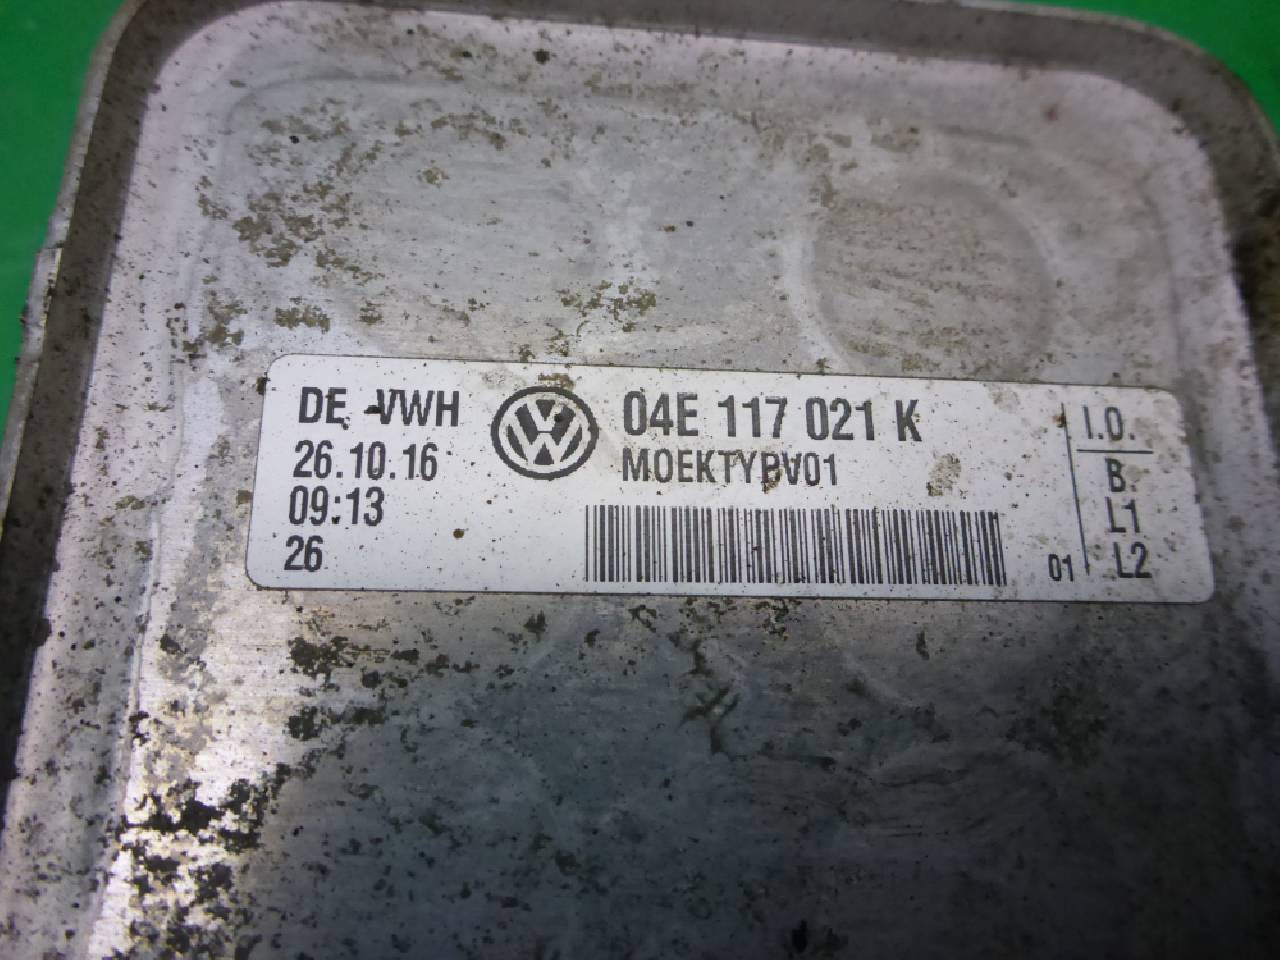 DE VWH
26.10.16
09:13
26
04E 117 021 K
MOEKTYPV01
01
I.O.
B.
L1
L2